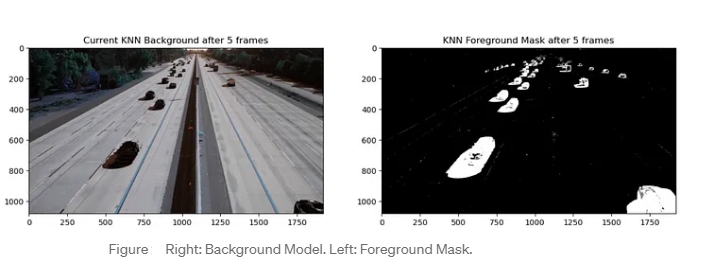 Current KNN Background after 5 frames
KNN Foreground Mask after 5 frames
0
200
400
600
800
1000
0 250 500 750 1000 1250 1500 1750
0
200
400
600
800
1000
0 250 500 750 1000 1250 1500 1750
Figure Right: Background Model. Left: Foreground Mask.